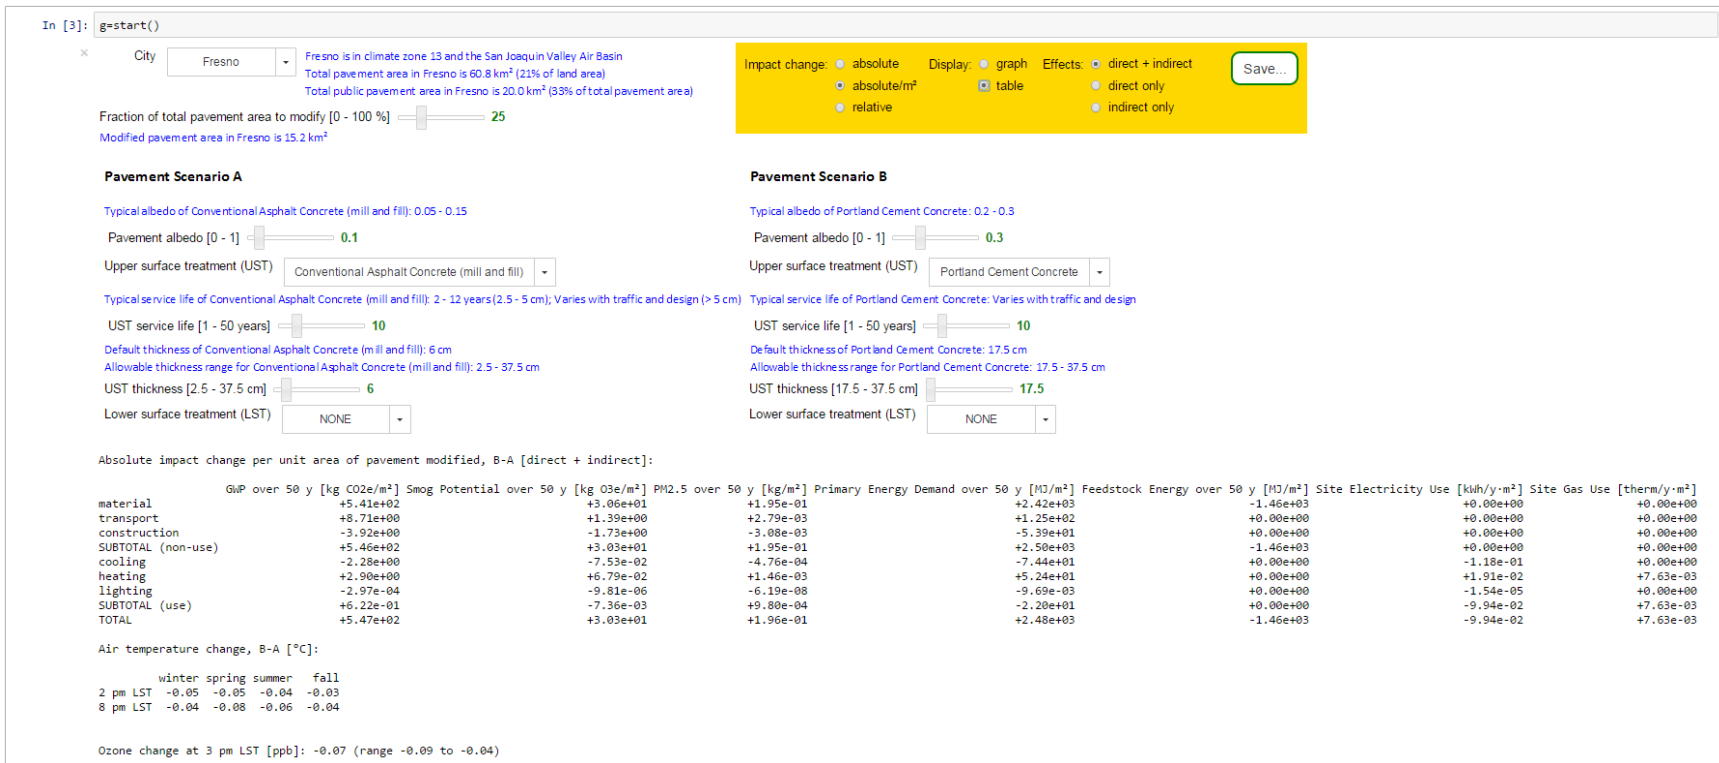 In [3]: g=start()
× City Fresno Fresno is in climate zone 13 and the San Joaquin Valley Air Basin
Total pavement area in Fresno is 60.8 km² (21% of land area)
Total public pavement area in Fresno is 20.0 km² (33% of total pavement area)
Fraction of total pavement area to modify [0 - 100 %] 25
Modified pavement area in Fresno is 15.2 km²
Impact change: absolute Display: graph Effects: direct + indirect Save...
absolute/m² table direct only
relative indirect only
Pavement Scenario A
Typical albedo of Conventional Asphalt Concrete (mill and fill): 0.05 - 0.15
Pavement albedo [0 - 1] 0.1
Upper surface treatment (UST) Conventional Asphalt Concrete (mill and fill)
Typical service life of Conventional Asphalt Concrete (mill and fill): 2 - 12 years (2.5 - 5 cm); Varies with traffic and design (> 5 cm)
UST service life [1 - 50 years] 10
Default thickness of Conventional Asphalt Concrete (mill and fill): 6 cm
Allowable thickness range for Conventional Asphalt Concrete (mill and fill): 2.5 - 37.5 cm
UST thickness [2.5 - 37.5 cm] 6
Lower surface treatment (LST) NONE
Pavement Scenario B
Typical albedo of Portland Cement Concrete: 0.2 - 0.3
Pavement albedo [0 - 1] 0.3
Upper surface treatment (UST) Portland Cement Concrete
Typical service life of Portland Cement Concrete: Varies with traffic and design
UST service life [1 - 50 years] 10
Default thickness of Portland Cement Concrete: 17.5 cm
Allowable thickness range for Portland Cement Concrete: 17.5 - 37.5 cm
UST thickness [17.5 - 37.5 cm] 17.5
Lower surface treatment (LST) NONE
Absolute impact change per unit area of pavement modified, B-A [direct + indirect]:
GWP over 50 y [kg CO2e/m²] Smog Potential over 50 y [kg O3e/m²] PM2.5 over 50 y [kg/m²] Primary Energy Demand over 50 y [MJ/m²] Feedstock Energy over 50 y [MJ/m²] Site Electricity Use [kWh/y·m²] Site Gas Use [therm/y·m²]
material +5.41e+02 +3.06e+01 +1.95e-01 +2.42e+03 -1.46e+03 +0.00e+00 +0.00e+00
transport +8.71e+00 +1.39e+00 +2.79e-03 +1.25e+02 +0.00e+00 +0.00e+00 +0.00e+00
construction -3.92e+00 -1.73e+00 -3.08e-03 -5.39e+01 +0.00e+00 +0.00e+00 +0.00e+00
SUBTOTAL (non-use) +5.46e+02 +3.03e+01 +1.95e-01 +2.50e+03 -1.46e+03 +0.00e+00 +0.00e+00
cooling -2.28e+00 -7.53e-02 -4.76e-04 -7.44e+01 +0.00e+00 -1.18e-01 +0.00e+00
heating +2.90e+00 +6.79e-02 +1.46e-03 +5.24e+01 +0.00e+00 +1.91e-02 +7.63e-03
lighting -2.97e-04 -9.81e-06 -6.19e-08 -9.69e-03 +0.00e+00 -1.54e-05 +0.00e+00
SUBTOTAL (use) +6.22e-01 -7.36e-03 +9.80e-04 -2.20e+01 +0.00e+00 -9.94e-02 +7.63e-03
TOTAL +5.47e+02 +3.03e+01 +1.96e-01 +2.48e+03 -1.46e+03 -9.94e-02 +7.63e-03
Air temperature change, B-A [°C]:
winter spring summer fall
2 pm LST -0.05 -0.05 -0.04 -0.03
8 pm LST -0.04 -0.08 -0.06 -0.04
Ozone change at 3 pm LST [ppb]: -0.07 (range -0.09 to -0.04)